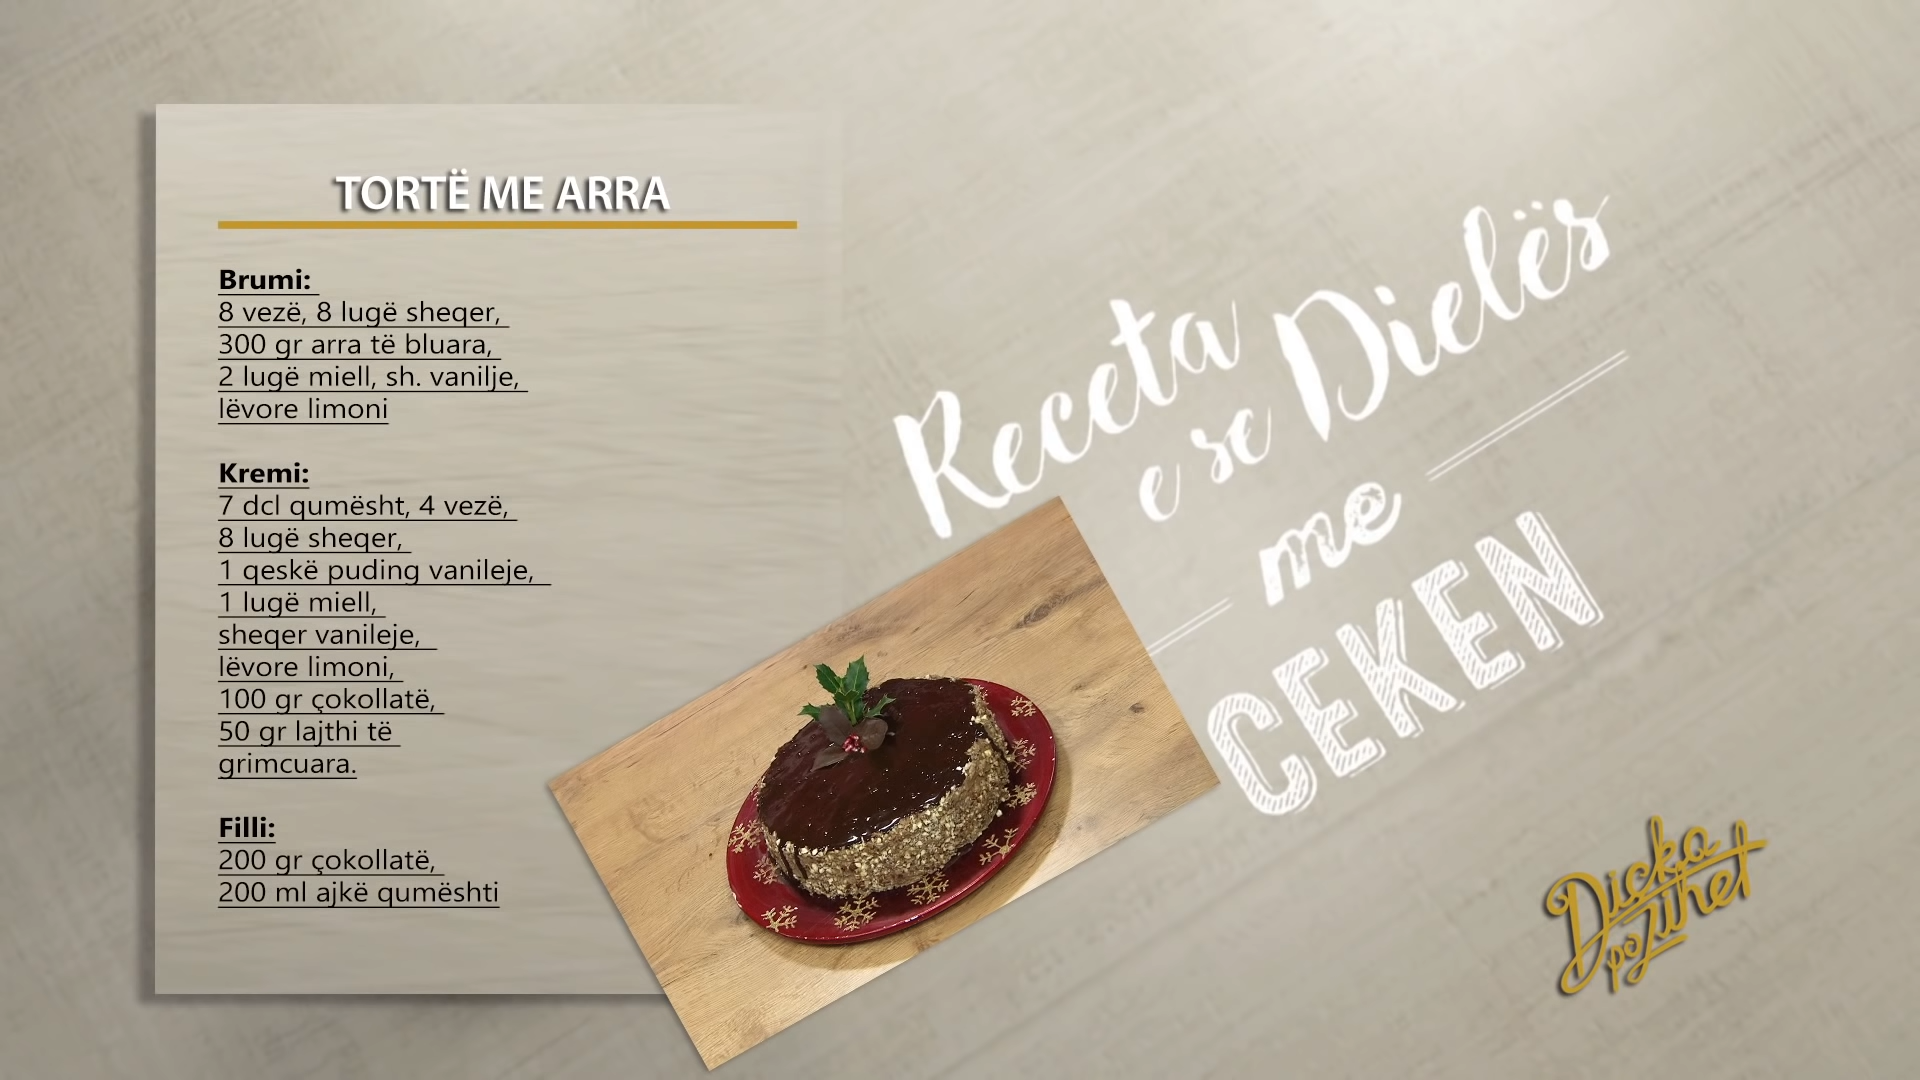 TORTË ME ARRA
Brumi:
8 vezë, 8 lugë sheqer,
300 gr arra të bluara,
2 lugë miell, sh. vanilje,
lëvore limoni
Kremi:
7 dcl qumësht, 4 vezë,
8 lugë sheqer,
1 qeskë puding vanileje,
1 lugë miell,
sheqer vanileje,
lëvore limoni,
100 gr çokollatë,
50 gr lajthi të
grimcuara.
Filli:
200 gr çokollatë,
200 ml ajkë qumështi
Receta
e se Dielës
me
CEKEN
Dicka
po zihet